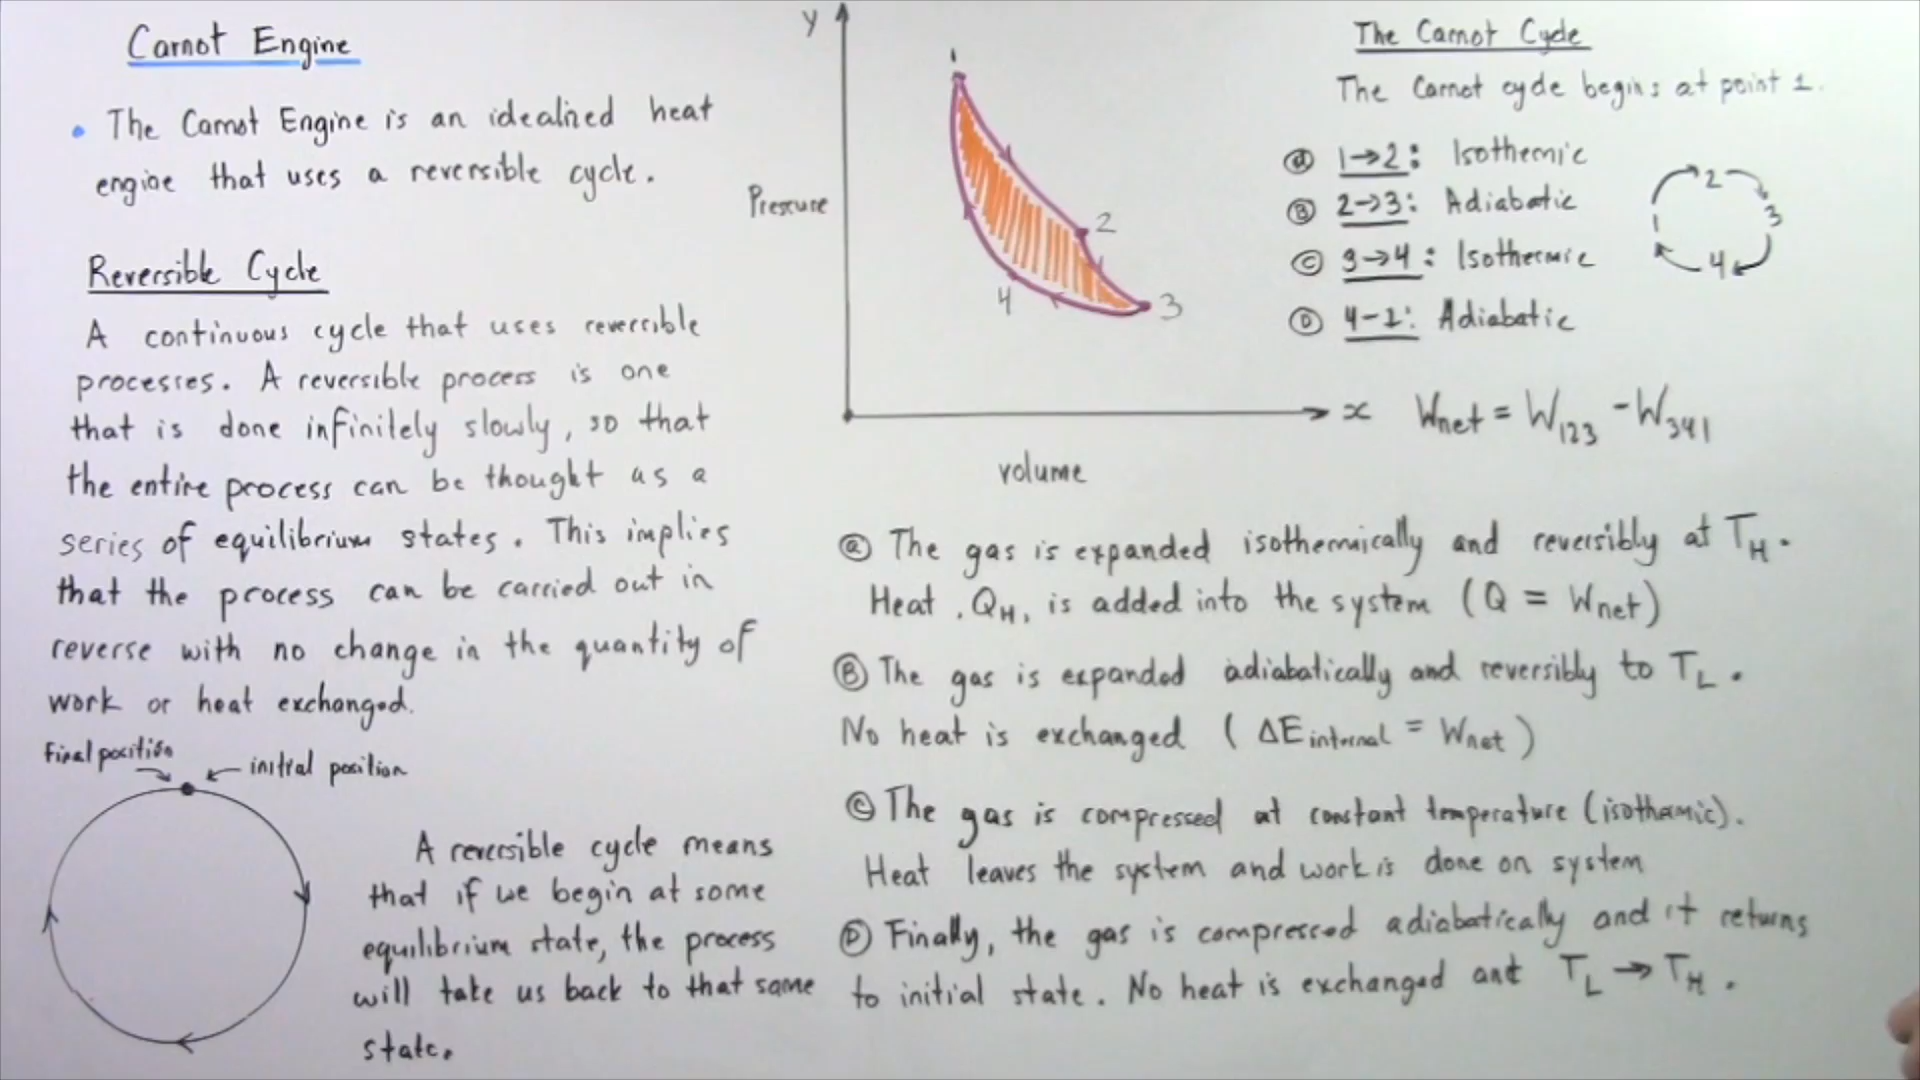 Carnot Engine
• The Carnot Engine is an idealized heat
engine that uses a reversible cycle.
Reversible Cycle
A continuous cycle that uses reversible
processes. A reversible process is one
that is done infinitely slowly, so that
the entire process can be thought as a
series of equilibrium states. This implies
that the process can be carried out in
reverse with no change in the quantity of
work or heat exchanged.
Final position
initial position
A reversible cycle means
that if we begin at some
equilibrium state, the process
will take us back to that same
state.
y
1
Pressure
2
4
3
x
volume
The Carnot Cycle
The Carnot cycle begins at point 1.
ⓐ 1→2: Isothermic
Ⓑ 2→3: Adiabatic
Ⓒ 3→4: Isothermic
Ⓓ 4-1: Adiabatic
1 2 3 4
Wnet = W123 - W341
ⓐ The gas is expanded isothermically and reversibly at TH.
Heat, QH, is added into the system (Q = Wnet)
Ⓑ The gas is expanded adiabatically and reversibly to TL.
No heat is exchanged (ΔEinternal = Wnet)
Ⓒ The gas is compressed at constant temperature (isothermic).
Heat leaves the system and work is done on system
Ⓓ Finally, the gas is compressed adiabatically and it returns
to initial state. No heat is exchanged and TL → TH.